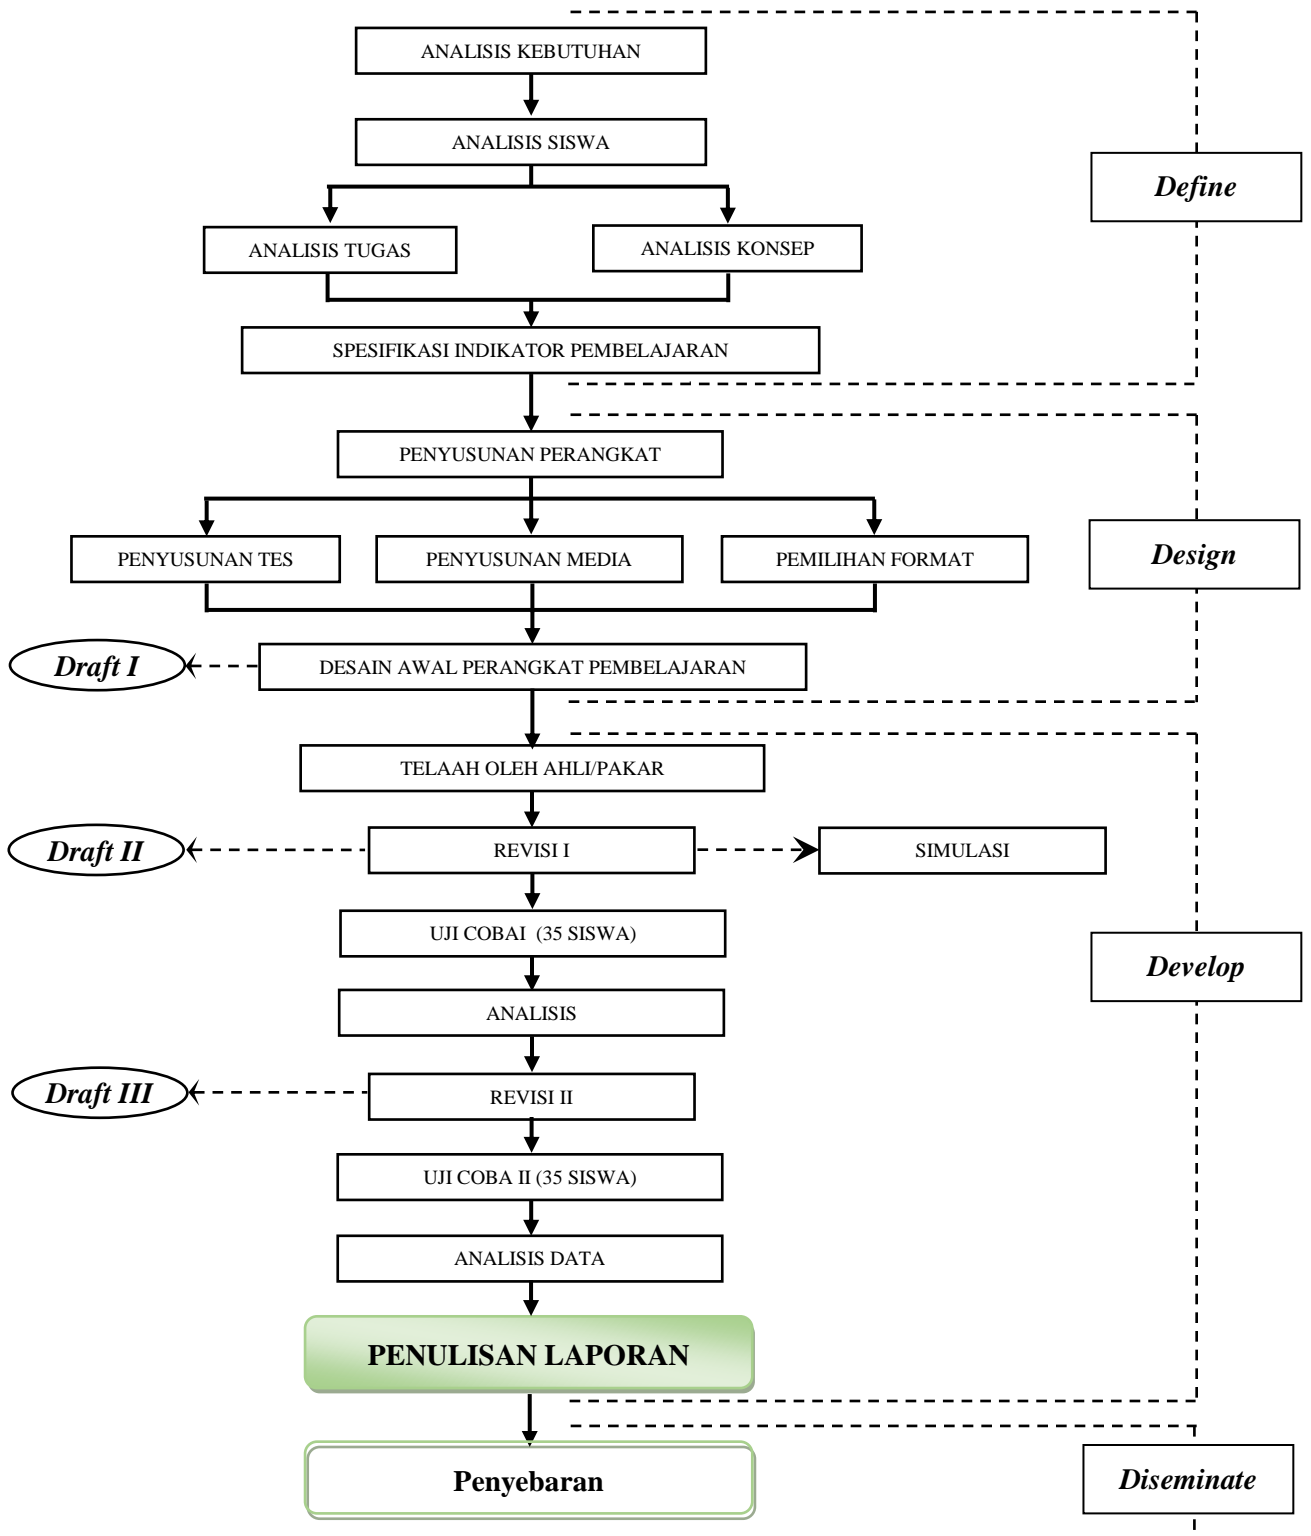 ANALISIS KEBUTUHAN
ANALISIS SISWA
Define
ANALISIS TUGAS
ANALISIS KONSEP
SPESIFIKASI INDIKATOR PEMBELAJARAN
PENYUSUNAN PERANGKAT
PENYUSUNAN TES
PENYUSUNAN MEDIA
PEMILIHAN FORMAT
Design
Draft I
DESAIN AWAL PERANGKAT PEMBELAJARAN
TELAAH OLEH AHLI/PAKAR
Draft II
REVISI I
SIMULASI
UJI COBAI  (35 SISWA)
Develop
ANALISIS
Draft III
REVISI II
UJI COBA II (35 SISWA)
ANALISIS DATA
PENULISAN LAPORAN
Penyebaran
Diseminate